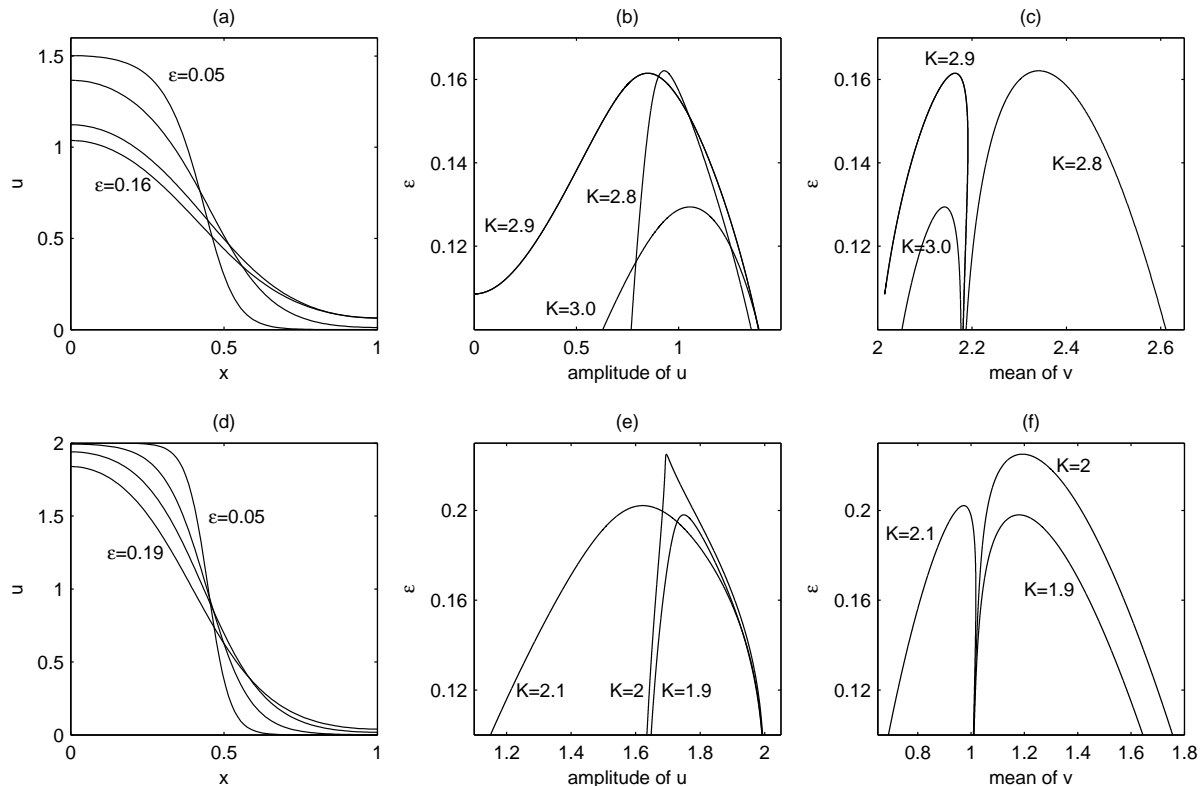 (a)
1.5
1
0.5
0
u
ε=0.05
ε=0.16
0
0.5
1
x
(b)
0.16
0.14
0.12
ε
K=2.9
K=2.8
K=3.0
0
0.5
1
amplitude of u
(c)
0.16
0.14
0.12
ε
K=2.9
K=2.8
K=3.0
2
2.2
2.4
2.6
mean of v
(d)
2
1.5
1
0.5
0
u
ε=0.05
ε=0.19
0
0.5
1
x
(e)
0.2
0.16
0.12
ε
K=2.1
K=2
K=1.9
1.2
1.4
1.6
1.8
2
amplitude of u
(f)
0.2
0.16
0.12
ε
K=2
K=2.1
K=1.9
0.8
1
1.2
1.4
1.6
1.8
mean of v